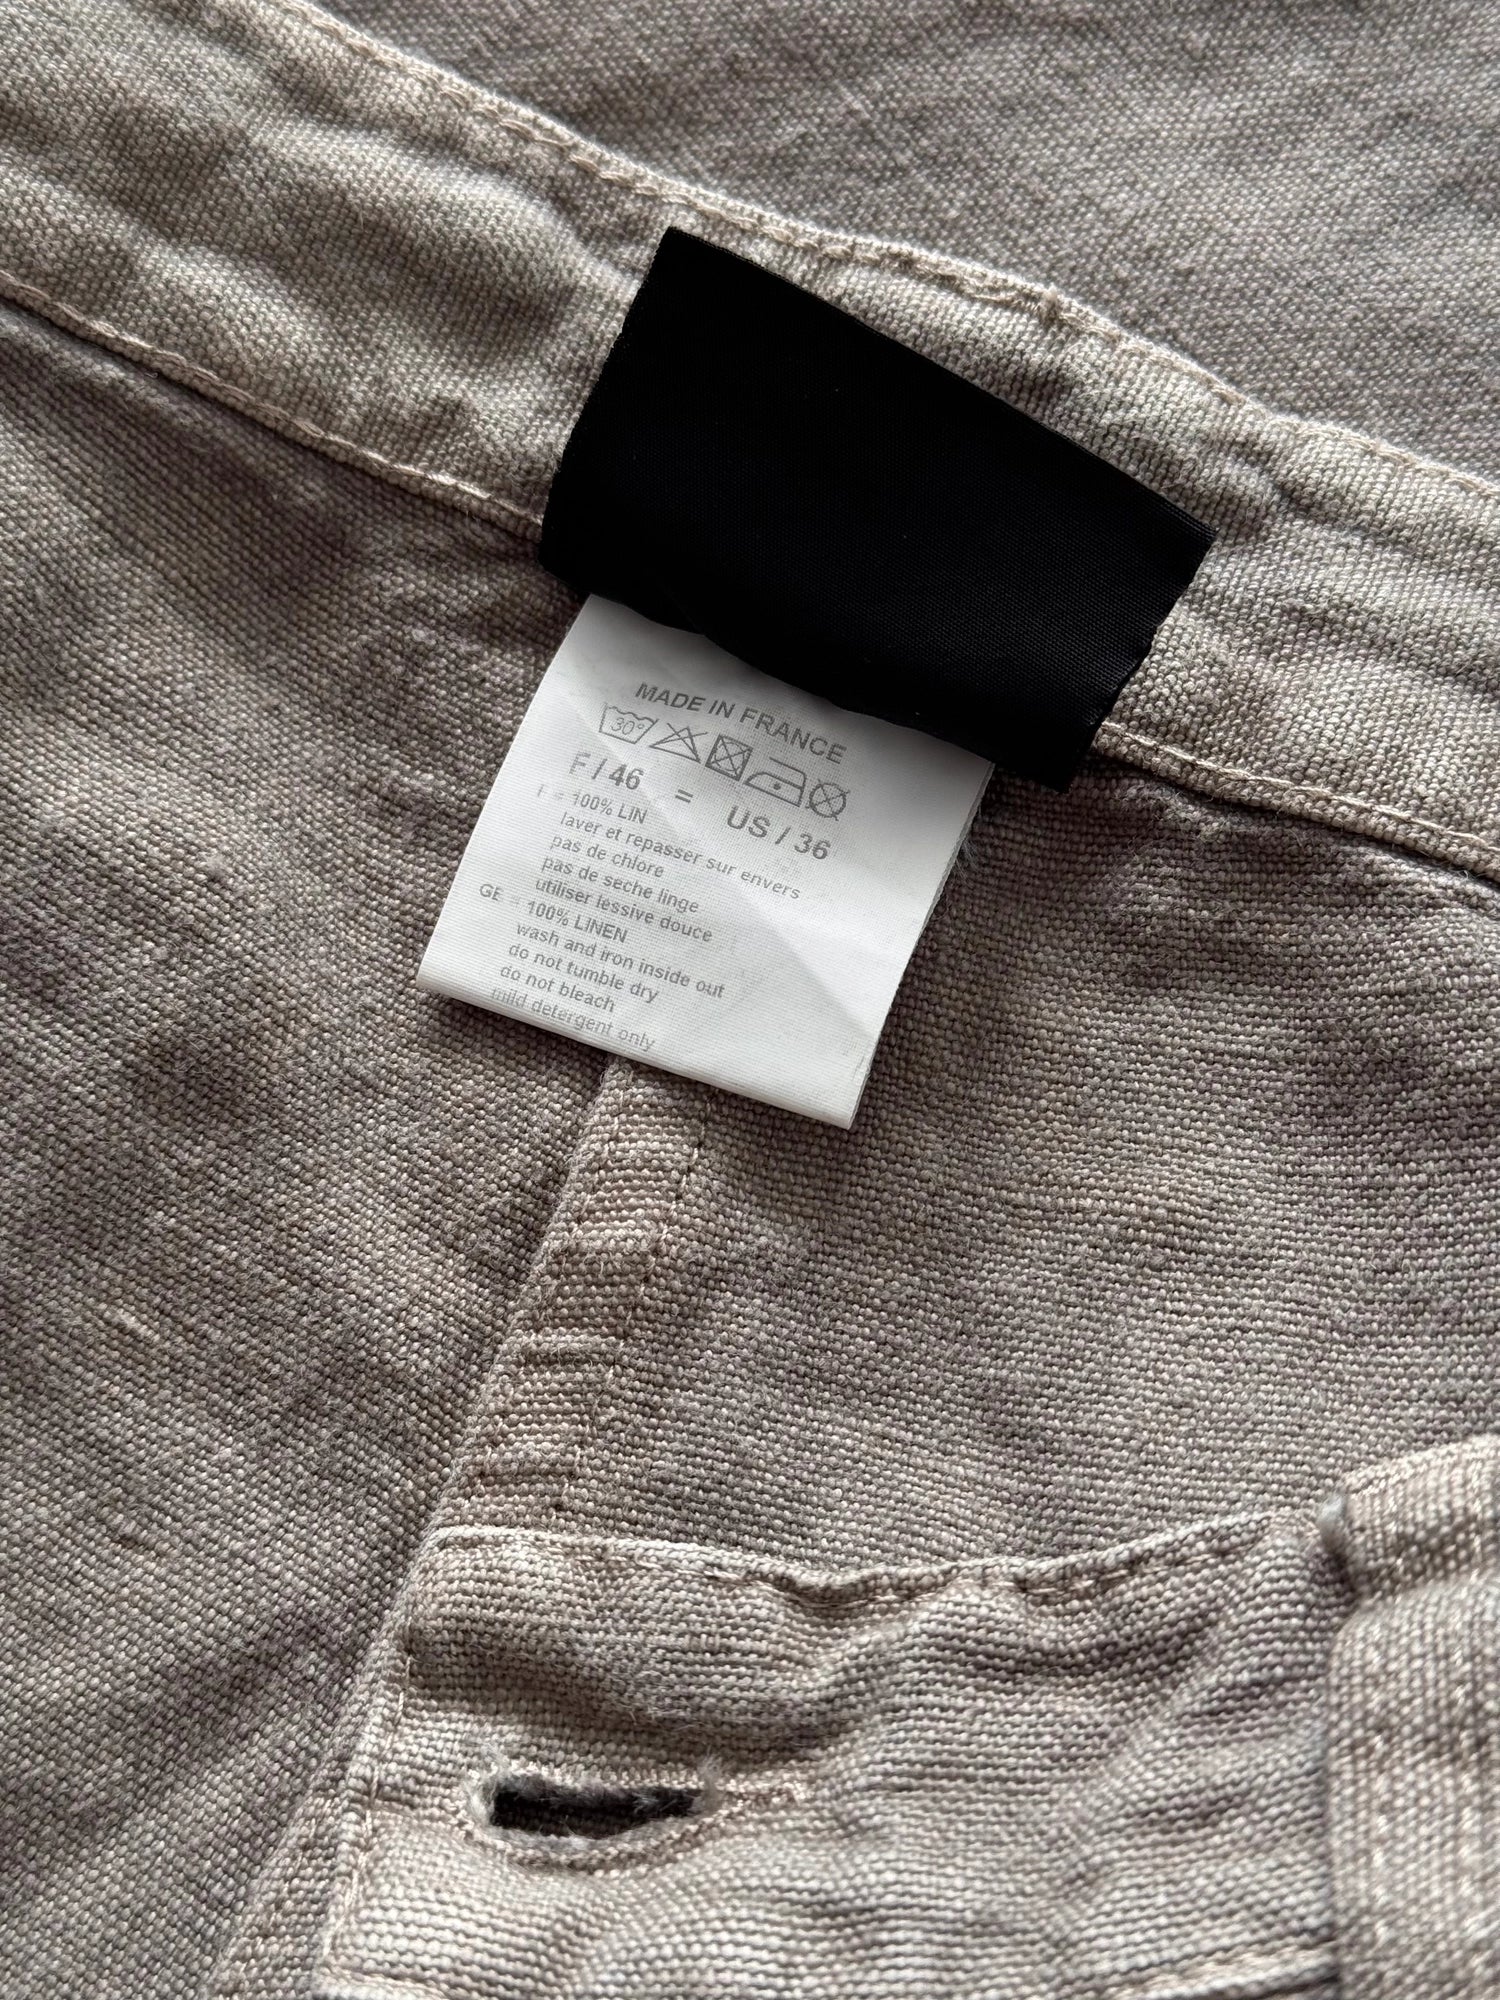 MADE IN FRANCE
30°
F / 46 = US / 36
= 100% LIN
laver et repasser sur envers
pas de chlore
pas de seche linge
utiliser lessive douce
GE = 100% LINEN
wash and iron inside out
do not tumble dry
do not bleach
mild detergent only